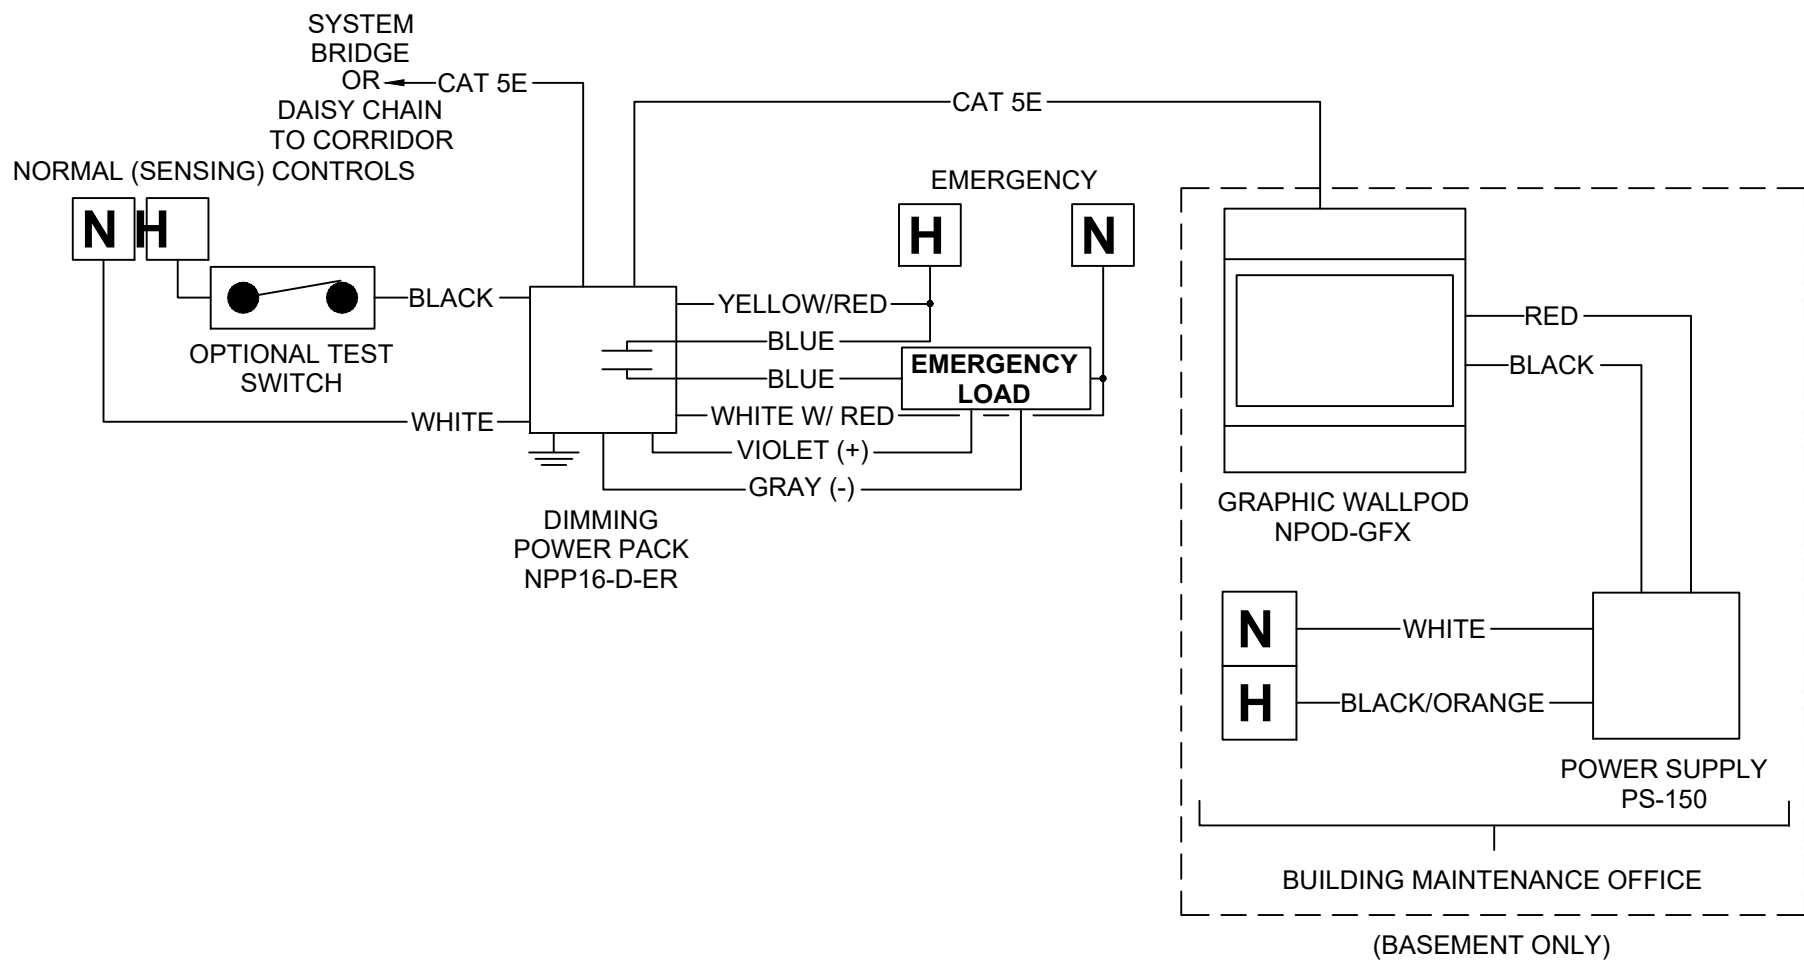 SYSTEM
BRIDGE
OR
CAT 5E
DAISY CHAIN
TO CORRIDOR
CONTROLS
NORMAL (SENSING)
N
H
BLACK
OPTIONAL TEST
SWITCH
WHITE
CAT 5E
EMERGENCY
H
N
YELLOW/RED
BLUE
BLUE
EMERGENCY
LOAD
WHITE W/ RED
VIOLET (+)
GRAY (-)
DIMMING
POWER PACK
NPP16-D-ER
RED
BLACK
GRAPHIC WALLPOD
NPOD-GFX
N
WHITE
H
BLACK/ORANGE
POWER SUPPLY
PS-150
BUILDING MAINTENANCE OFFICE
(BASEMENT ONLY)